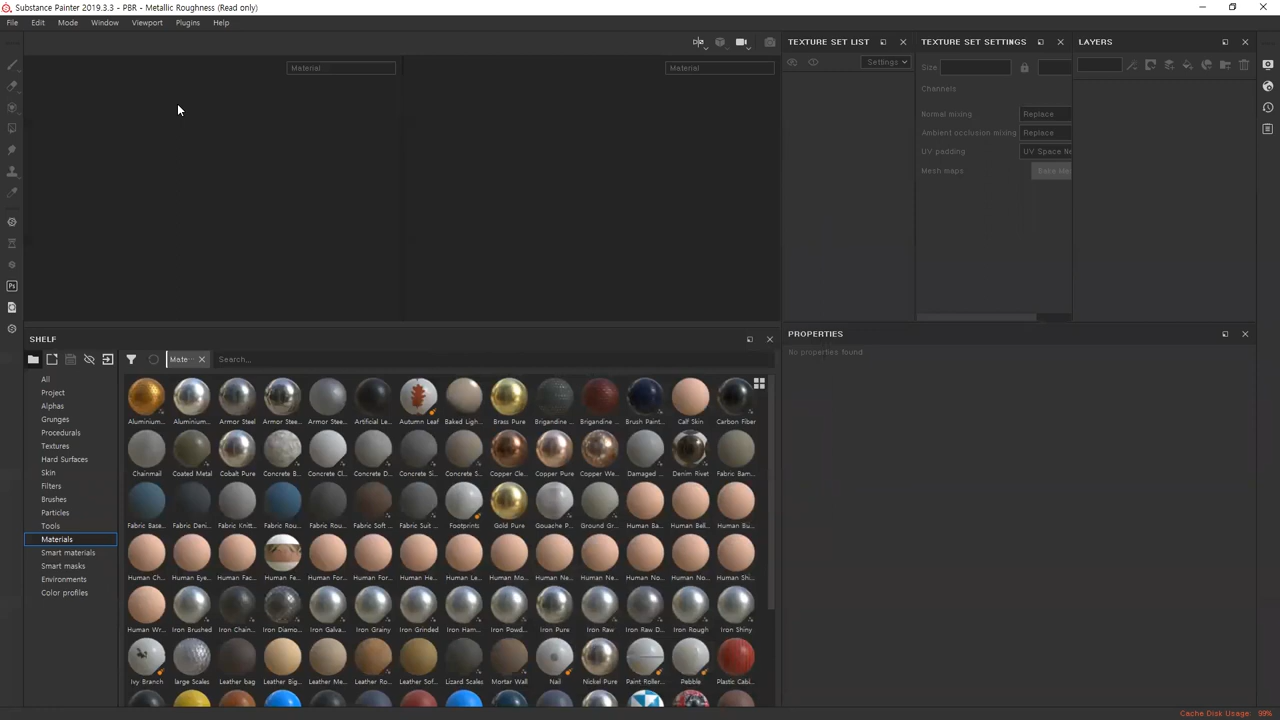 Substance Painter 2019.3.3 - PBR - Metallic Roughness (Read only)
File Edit Mode Window Viewport Plugins Help
TEXTURE SET LIST
TEXTURE SET SETTINGS
LAYERS
Material
Material
Settings
Size
Channels
Normal mixing Replace
Ambient occlusion mixing Replace
UV padding UV Space Ne
Mesh maps
PROPERTIES
No properties found
SHELF
Ps
Mate... Search...
All
Project
Alphas
Grunges
Procedurals
Textures
Hard Surfaces
Skin
Filters
Brushes
Particles
Tools
Materials
Smart materials
Smart masks
Environments
Color profiles
Aluminium... Aluminium... Armor Steel Armor Stee... Armor Stee... Artificial Le... Autumn Leaf Baked Ligh... Brass Pure Brigandine ... Brigandine ... Brush Paint... Calf Skin Carbon Fiber
Chainmail Coated Metal Cobalt Pure Concrete B... Concrete Cl... Concrete D... Concrete Si... Concrete S... Copper Cle... Copper Pure Copper We... Damaged ... Denim Rivet Fabric Bam...
Fabric Base... Fabric Deni... Fabric Knitt... Fabric Rou... Fabric Rou... Fabric Soft ... Fabric Suit ... Footprints Gold Pure Gouache P... Ground Gr... Human Ba... Human Bell... Human Bu...
Human Ch... Human Eye... Human Fac... Human Fe... Human For... Human For... Human He... Human Le... Human Mo... Human Ne... Human Ne... Human No... Human No... Human Shi...
Human Wr... Iron Brushed Iron Chain... Iron Diamo... Iron Galva... Iron Grainy Iron Grinded Iron Ham... Iron Powd... Iron Pure Iron Raw Iron Raw D... Iron Rough Iron Shiny
Ivy Branch large Scales Leather bag Leather Big... Leather Me... Leather Ro... Leather Sof... Lizard Scales Mortar Wall Nail Nickel Pure Paint Roller... Pebble Plastic Cabl...
Cache Disk Usage: 99%